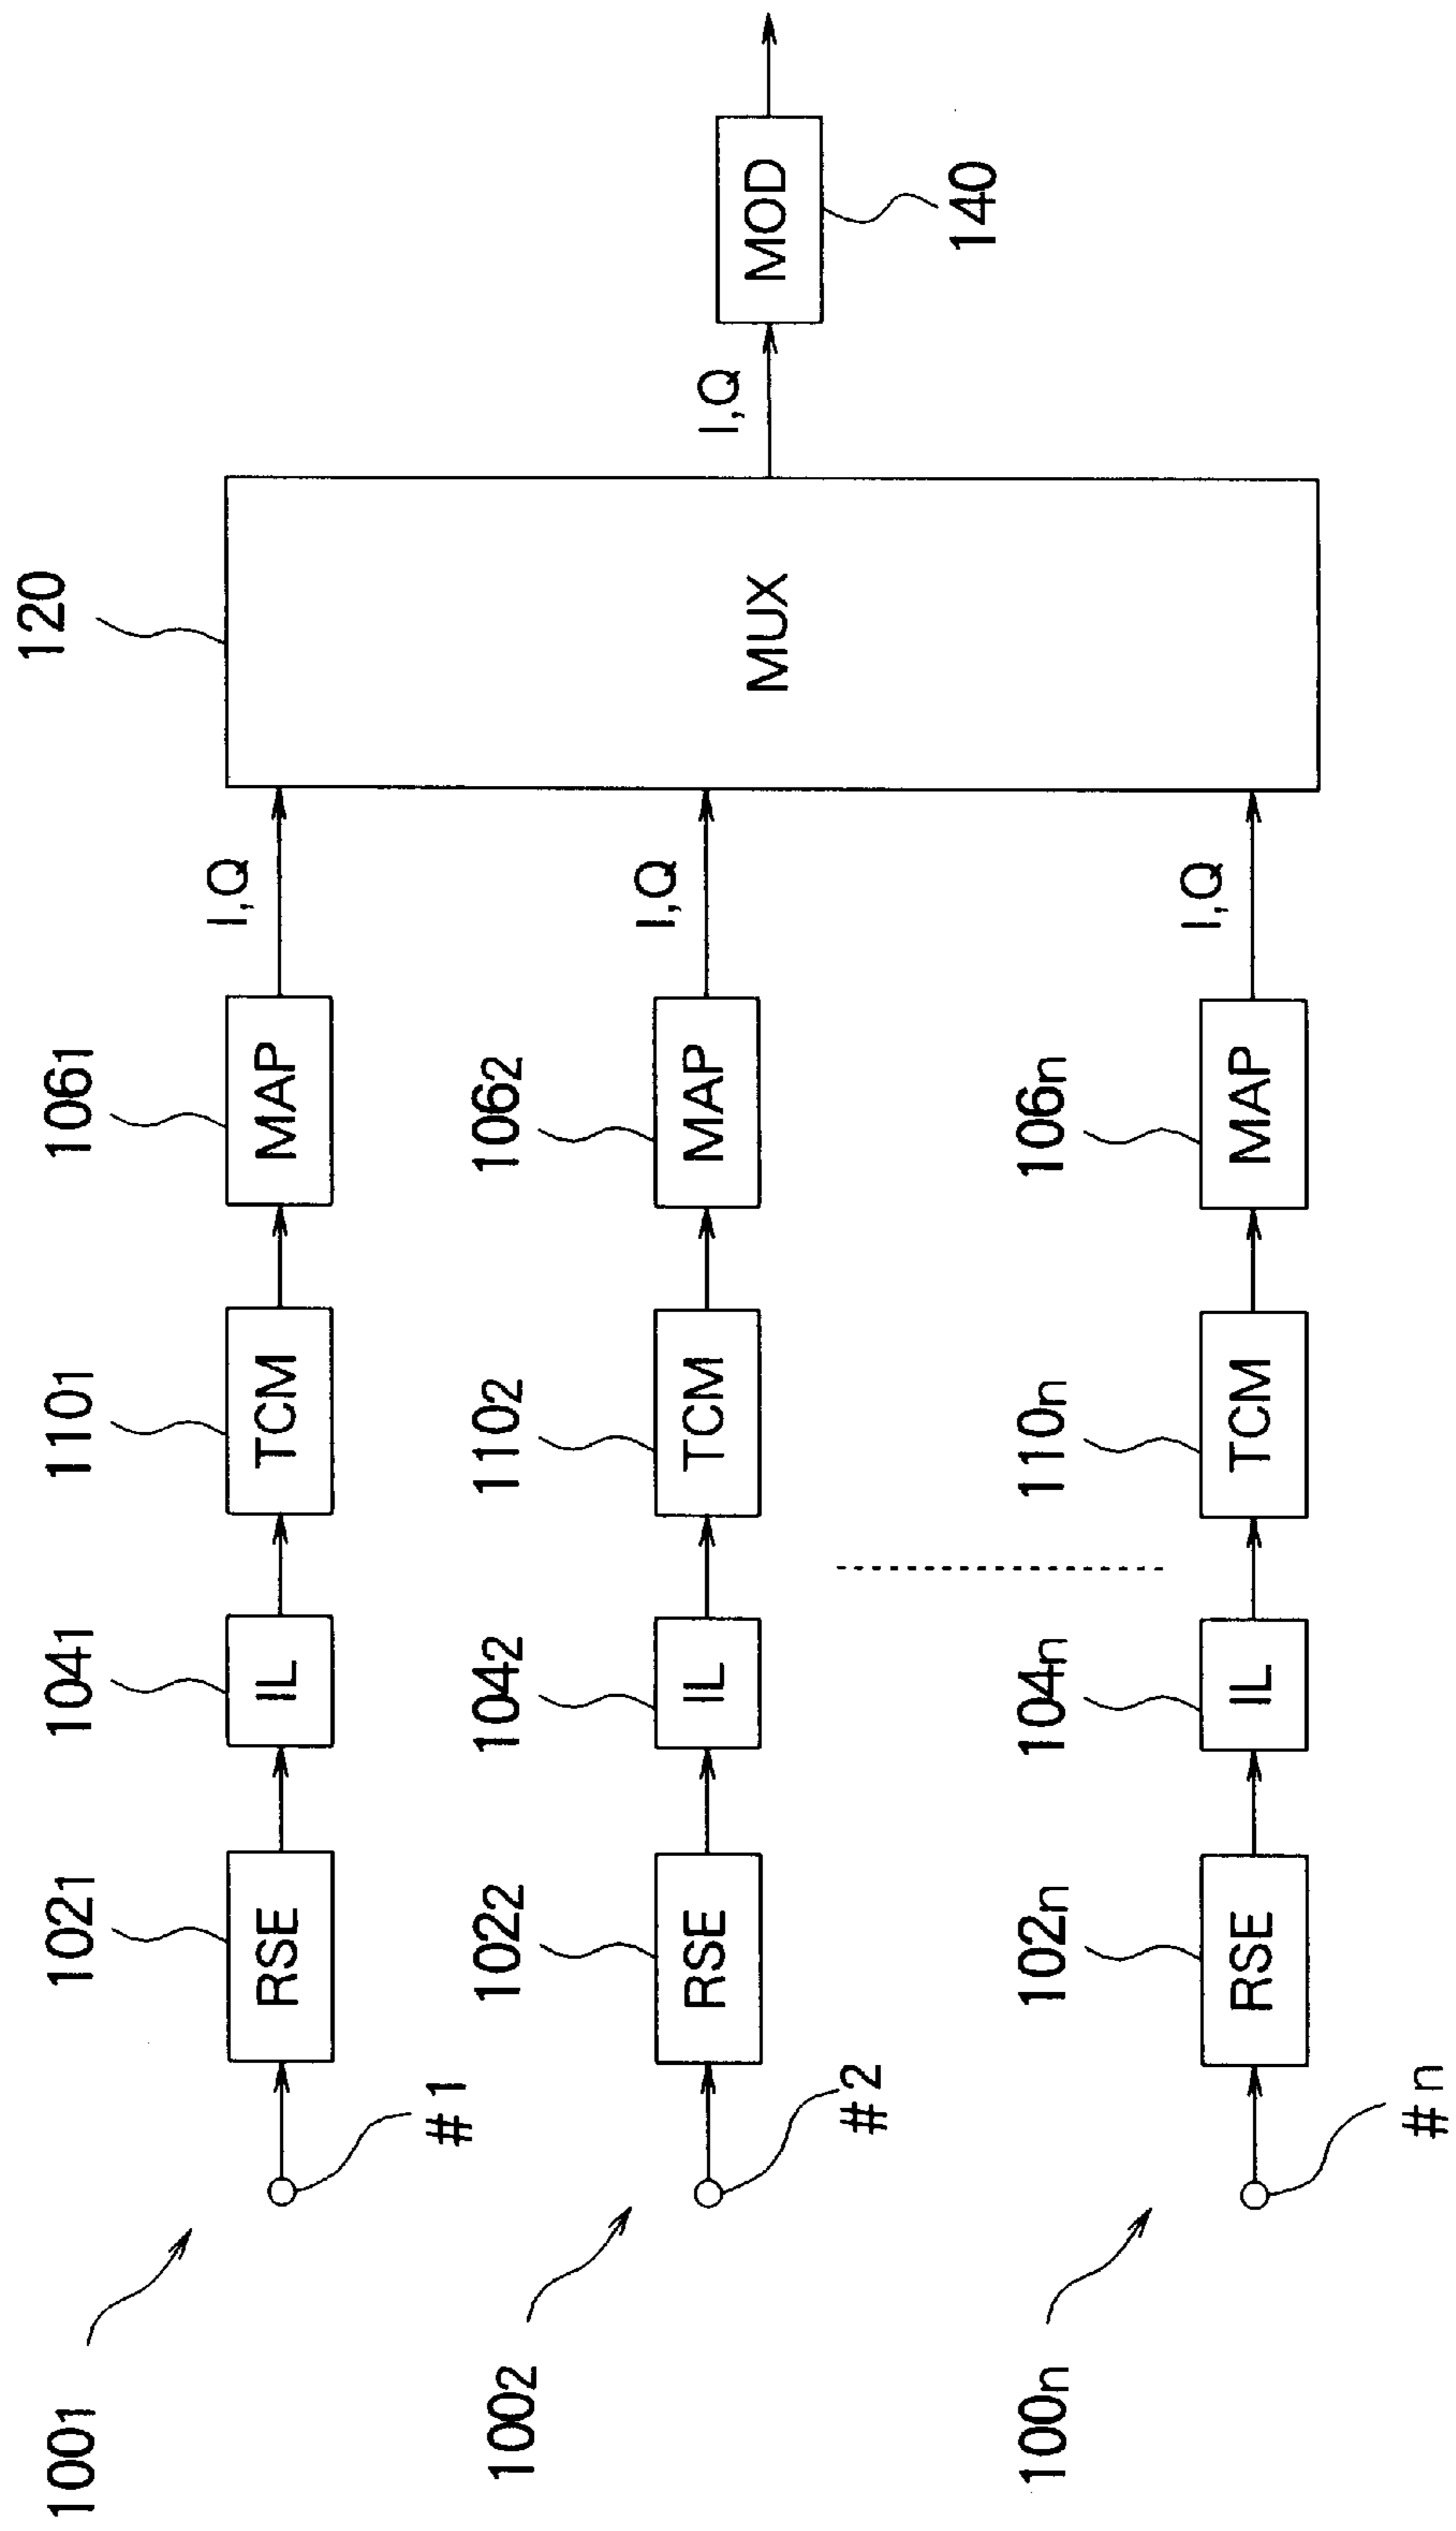 100₁
#1
102₁
RSE
104₁
IL
110₁
TCM
106₁
MAP
I,Q
120
MUX
I,Q
MOD
140
100₂
#2
102₂
RSE
104₂
IL
110₂
TCM
106₂
MAP
I,Q
100ₙ
#n
102ₙ
RSE
104ₙ
IL
110ₙ
TCM
106ₙ
MAP
I,Q